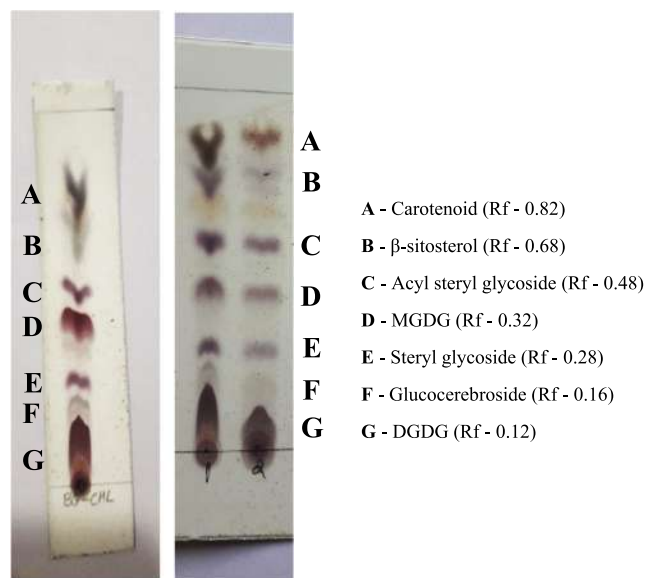 A
B
C
D
E
F
G
A
B
C
D
E
F
G
1
2
A - Carotenoid (Rf - 0.82)
B - β-sitosterol (Rf - 0.68)
C - Acyl steryl glycoside (Rf - 0.48)
D - MGDG (Rf - 0.32)
E - Steryl glycoside (Rf - 0.28)
F - Glucocerebroside (Rf - 0.16)
G - DGDG (Rf - 0.12)